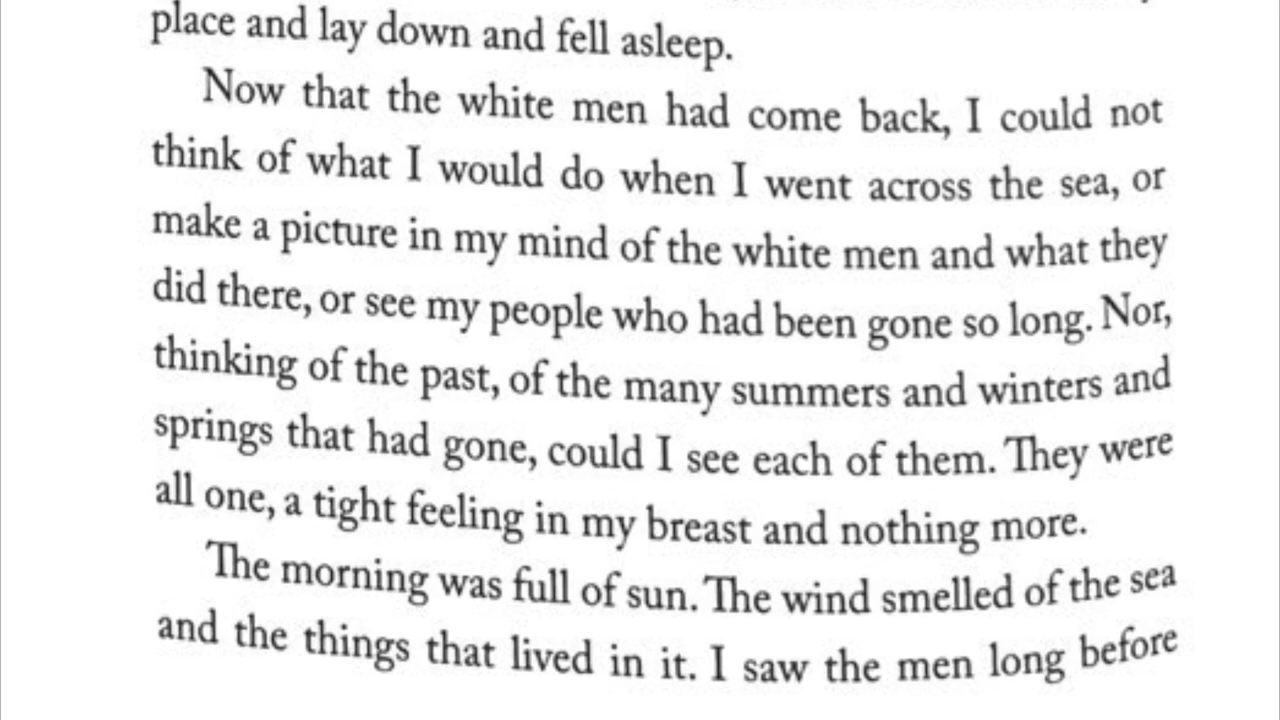 place and lay down and fell asleep.
Now that the white men had come back, I could not
think of what I would do when I went across the sea, or
make a picture in my mind of the white men and what they
did there, or see my people who had been gone so long. Nor,
thinking of the past, of the many summers and winters and
springs that had gone, could I see each of them. They were
all one, a tight feeling in my breast and nothing more.
The morning was full of sun. The wind smelled of the sea
and the things that lived in it. I saw the men long before